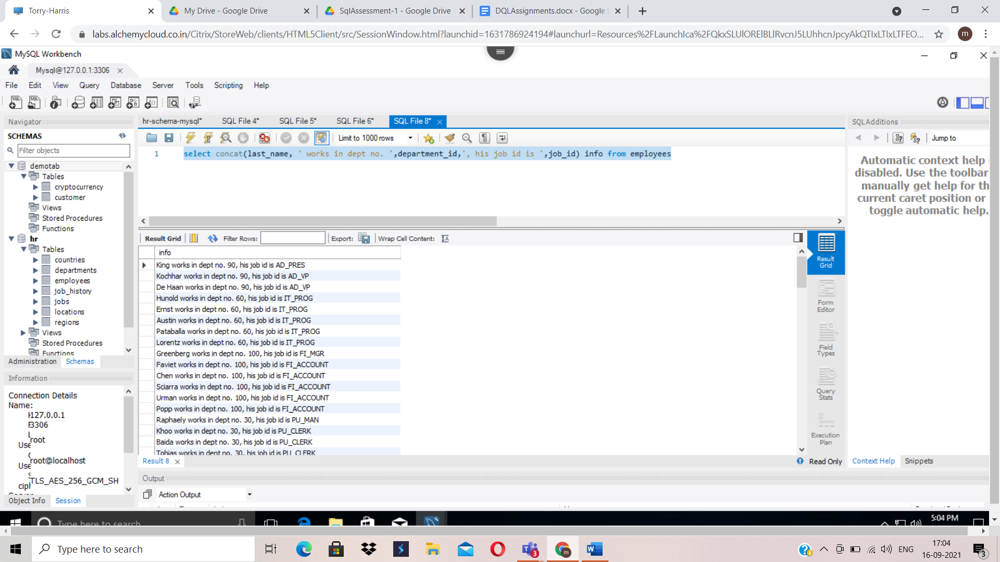 Torry-Harris
My Drive - Google Drive
SqlAssessment-1 - Google Drive
DQLAssignments.docx - Google
labs.alchemycloud.co.in/Citrix/StoreWeb/clients/HTML5Client/src/SessionWindow.html?launchid=1631786924194#launchurl=Resources%2FLaunchIca%2FQkxSLUlORElBLlRvcnJ5LUhhcnJpcyAkQTIxLTIxLTFEO...
m
MySQL Workbench
Mysql@127.0.0.1:3306
File Edit View Query Database Server Tools Scripting Help
Navigator
SCHEMAS
Filter objects
demotab
Tables
cryptocurrency
customer
Views
Stored Procedures
Functions
hr
Tables
countries
departments
employees
job_history
jobs
locations
regions
Views
Stored Procedures
Functions
Administration Schemas
Information
Connection Details
Name:
127.0.0.1
3306
root
Use
root@localhost
Use
TLS_AES_256_GCM_SH
ciph
Object Info Session
hr-schema-mysql* SQL File 4* SQL File 5* SQL File 6* SQL File 8*
Limit to 1000 rows
1 select concat(last_name, ' works in dept no. ',department_id,', his job id is ',job_id) info from employees
Result Grid Filter Rows: Export: Wrap Cell Content:
info
King works in dept no. 90, his job id is AD_PRES
Kochhar works in dept no. 90, his job id is AD_VP
De Haan works in dept no. 90, his job id is AD_VP
Hunold works in dept no. 60, his job id is IT_PROG
Ernst works in dept no. 60, his job id is IT_PROG
Austin works in dept no. 60, his job id is IT_PROG
Pataballa works in dept no. 60, his job id is IT_PROG
Lorentz works in dept no. 60, his job id is IT_PROG
Greenberg works in dept no. 100, his job id is FI_MGR
Faviet works in dept no. 100, his job id is FI_ACCOUNT
Chen works in dept no. 100, his job id is FI_ACCOUNT
Sciarra works in dept no. 100, his job id is FI_ACCOUNT
Urman works in dept no. 100, his job id is FI_ACCOUNT
Popp works in dept no. 100, his job id is FI_ACCOUNT
Raphaely works in dept no. 30, his job id is PU_MAN
Khoo works in dept no. 30, his job id is PU_CLERK
Baida works in dept no. 30, his job id is PU_CLERK
Tobias works in dept no. 30, his job id is PU_CLERK
Result
Grid
Form
Editor
Field
Types
Query
Stats
Execution
Plan
Result 8
Read Only
Output
Action Output
SQLAdditions
Jump to
Automatic context help
disabled. Use the toolbar
manually get help for th
current caret position or
toggle automatic help.
Context Help Snippets
Type here to search
5:04 PM
Type here to search
3
ENG
17:04
16-09-2021
3